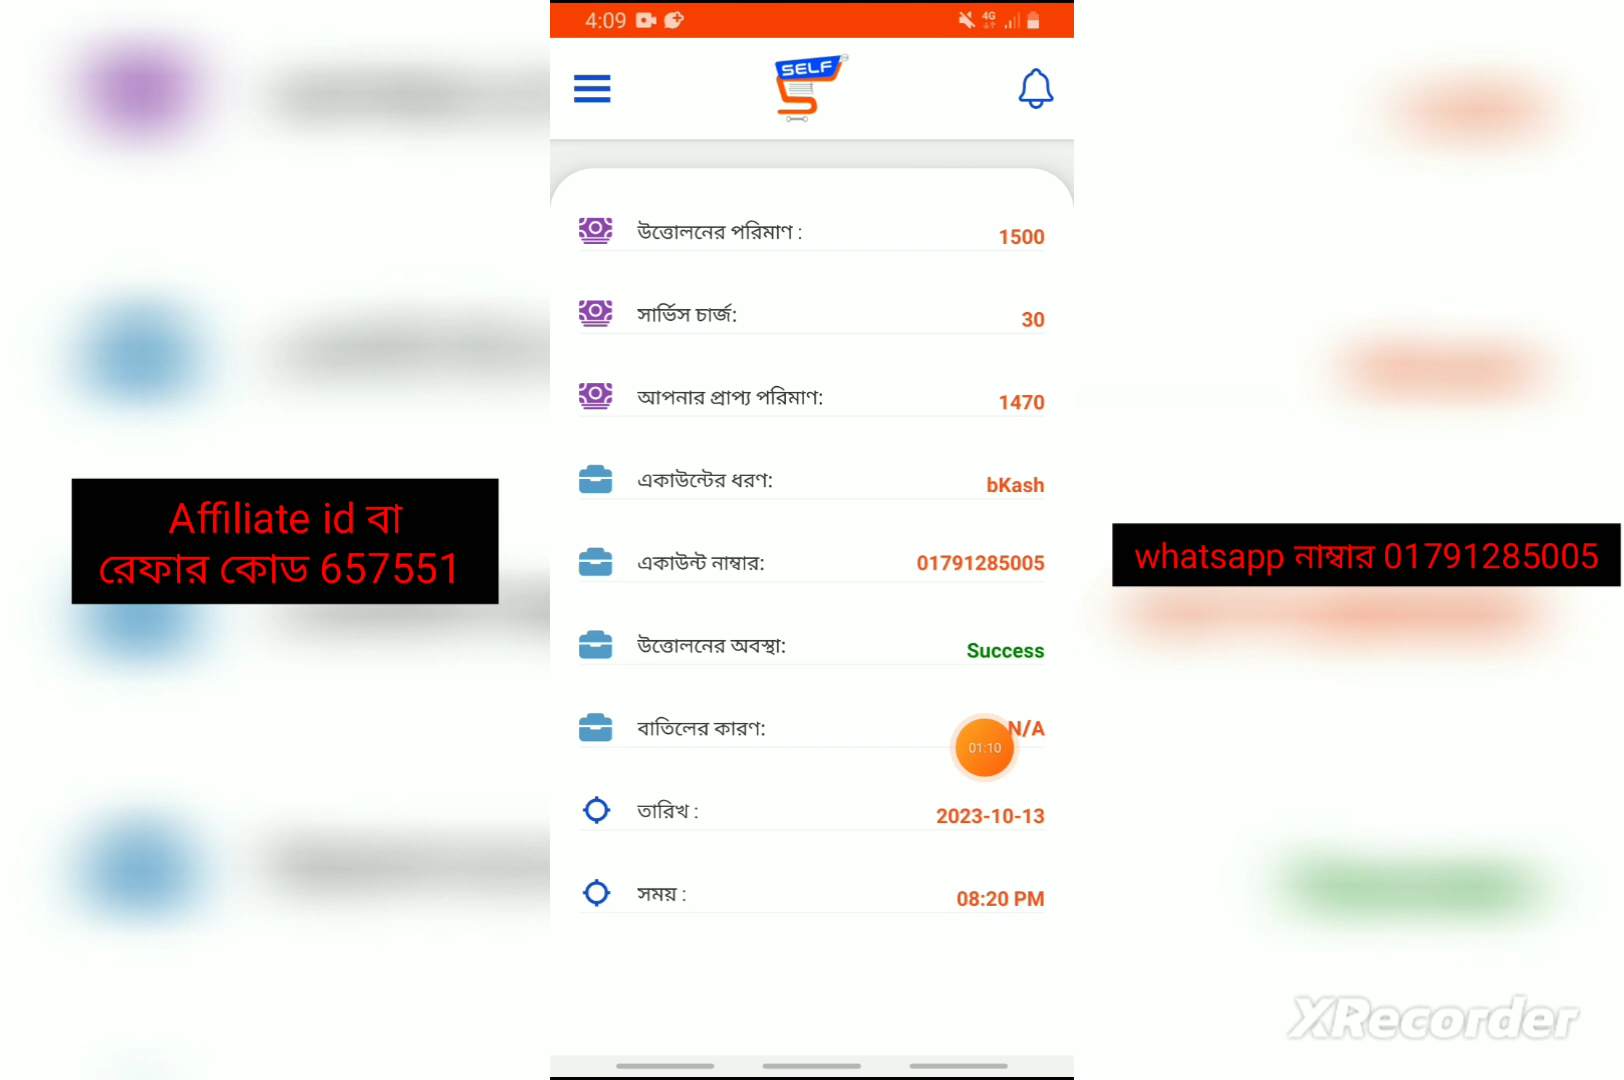 4:09
4G
SELF
উত্তোলনের পরিমাণ : 1500
সার্ভিস চার্জ: 30
আপনার প্রাপ্য পরিমাণ: 1470
একাউন্টের ধরণ: bKash
একাউন্ট নাম্বার: 01791285005
উত্তোলনের অবস্থা: Success
বাতিলের কারণ: N/A
01:10
তারিখ : 2023-10-13
সময় : 08:20 PM
Affiliate id বা
রেফার কোড 657551
whatsapp নাম্বার 01791285005
XRecorder